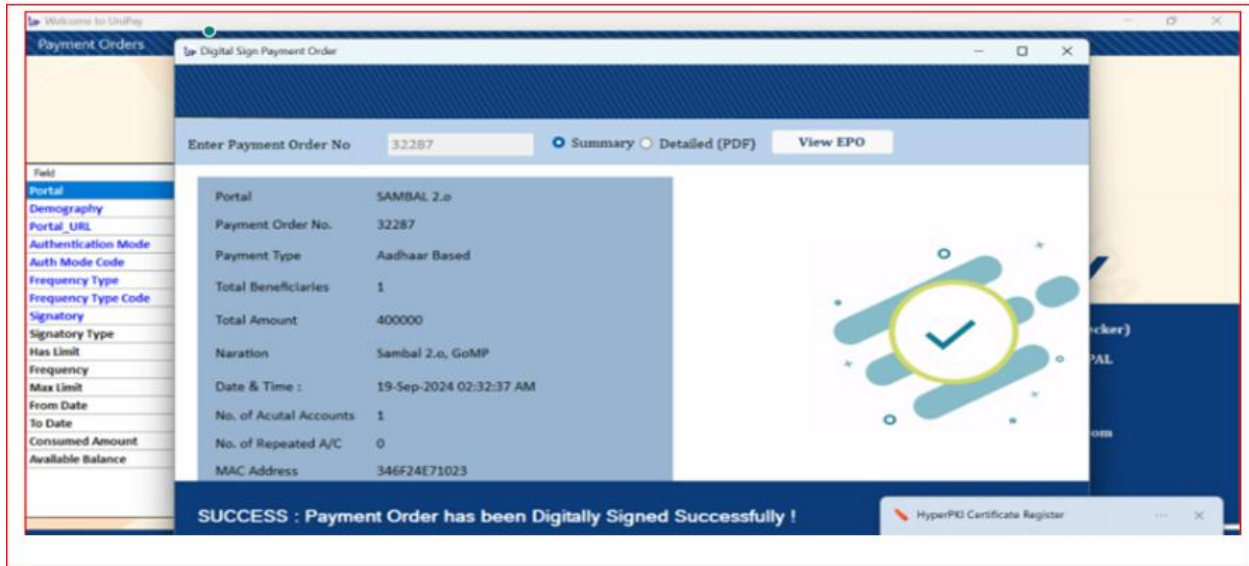 Welcome to UniPay
Payment Orders
Digital Sign Payment Order
Enter Payment Order No 32287 Summary Detailed (PDF) View EPO
Field
Portal
Demography
Portal_URL
Authentication Mode
Auth Mode Code
Frequency Type
Frequency Type Code
Signatory
Signatory Type
Has Limit
Frequency
Max Limit
From Date
To Date
Consumed Amount
Available Balance
Portal SAMBAL 2.o
Payment Order No. 32287
Payment Type Aadhaar Based
Total Beneficiaries 1
Total Amount 400000
Naration Sambal 2.o, GoMP
Date & Time : 19-Sep-2024 02:32:37 AM
No. of Acutal Accounts 1
No. of Repeated A/C 0
MAC Address 346F24E71023
cker)
PAL
om
SUCCESS : Payment Order has been Digitally Signed Successfully !
HyperPKI Certificate Register